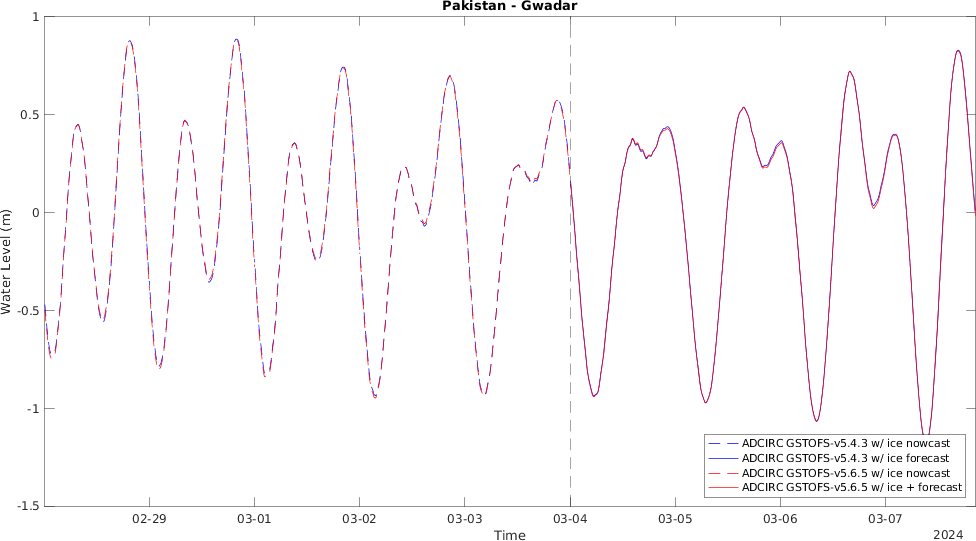 Pakistan - Gwadar
Water Level (m)
1
0.5
0
-0.5
-1
-1.5
ADCIRC GSTOFS-v5.4.3 w/ ice nowcast
ADCIRC GSTOFS-v5.4.3 w/ ice forecast
ADCIRC GSTOFS-v5.6.5 w/ ice nowcast
ADCIRC GSTOFS-v5.6.5 w/ ice + forecast
02-29 03-01 03-02 03-03 03-04 03-05 03-06 03-07
Time
2024